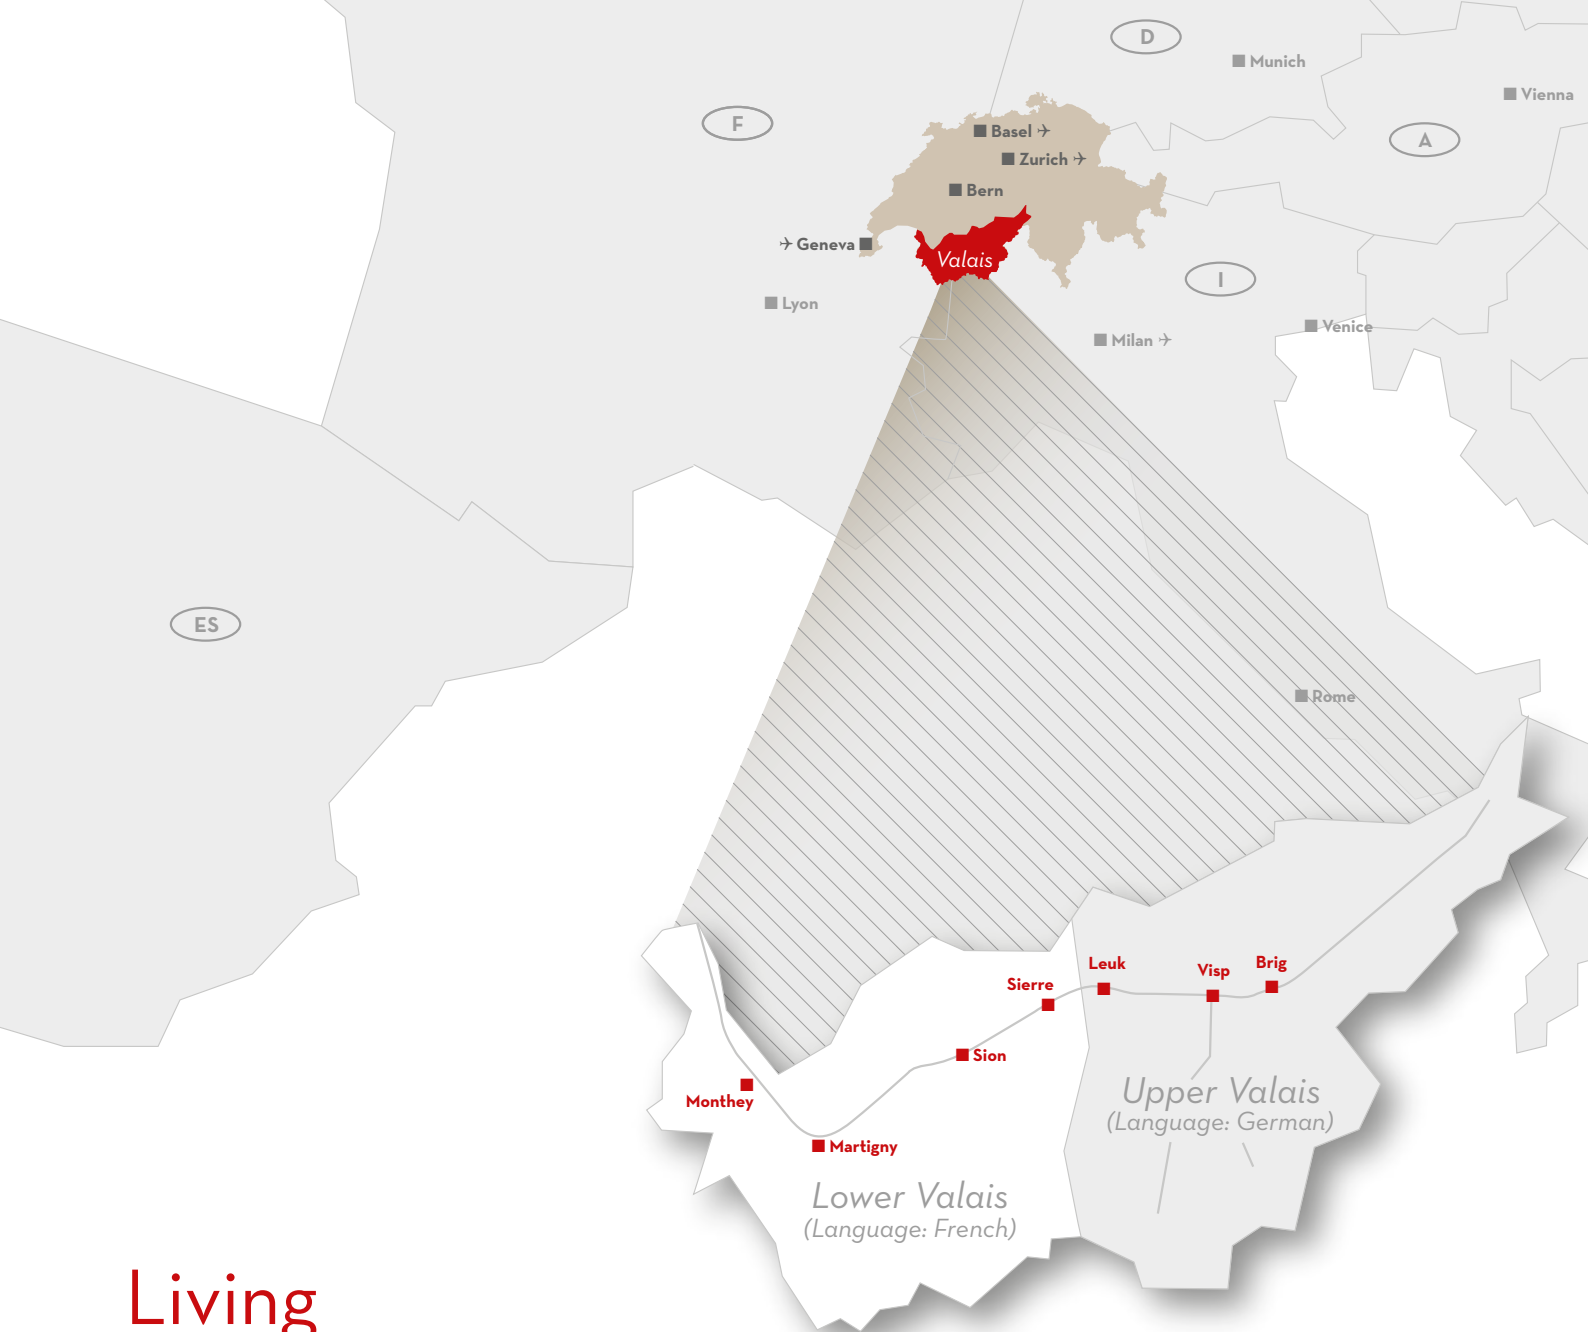 D
Munich
Vienna
F
Basel ✈
A
Zurich ✈
Bern
✈ Geneva
Valais
I
Lyon
Venice
Milan ✈
ES
Rome
Leuk
Brig
Visp
Sierre
Sion
Upper Valais
Monthey
(Language: German)
Martigny
Lower Valais
(Language: French)
Living